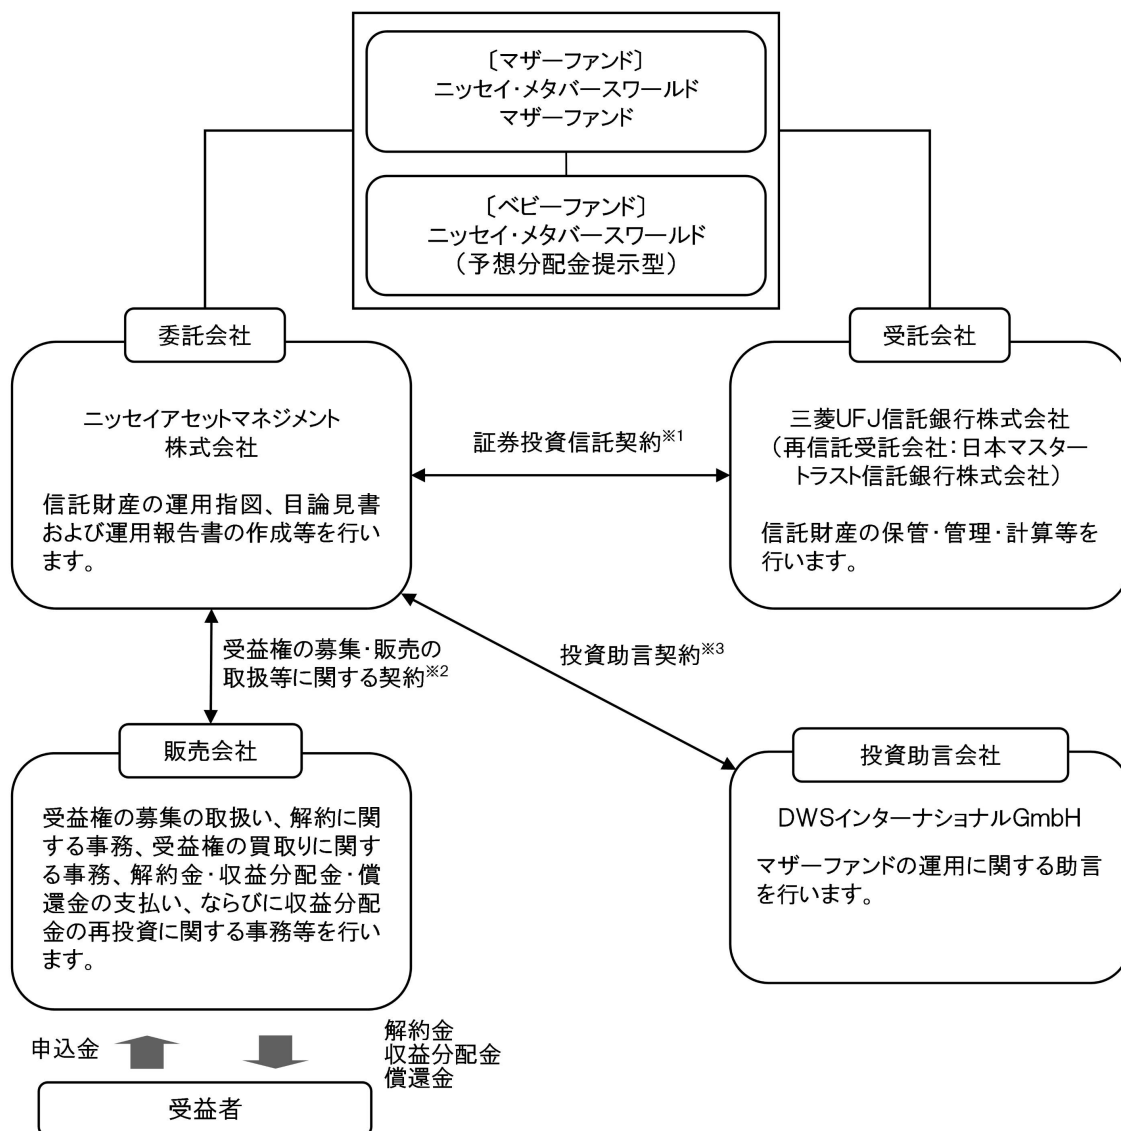 〔マザーファンド〕
ニッセイ・メタバースワールド
マザーファンド
〔ベビーファンド〕
ニッセイ・メタバースワールド
（予想分配金提示型）
委託会社
ニッセイアセットマネジメント
株式会社
信託財産の運用指図、目論見書
および運用報告書の作成等を行い
ます。
証券投資信託契約※1
受託会社
三菱UFJ信託銀行株式会社
（再信託受託会社：日本マスター
トラスト信託銀行株式会社）
信託財産の保管・管理・計算等を
行います。
受益権の募集・販売の
取扱等に関する契約※2
投資助言契約※3
販売会社
受益権の募集の取扱い、解約に関
する事務、受益権の買取りに関す
る事務、解約金・収益分配金・償
還金の支払い、ならびに収益分配
金の再投資に関する事務等を行い
ます。
投資助言会社
DWSインターナショナルGmbH
マザーファンドの運用に関する助言
を行います。
申込金
解約金
収益分配金
償還金
受益者